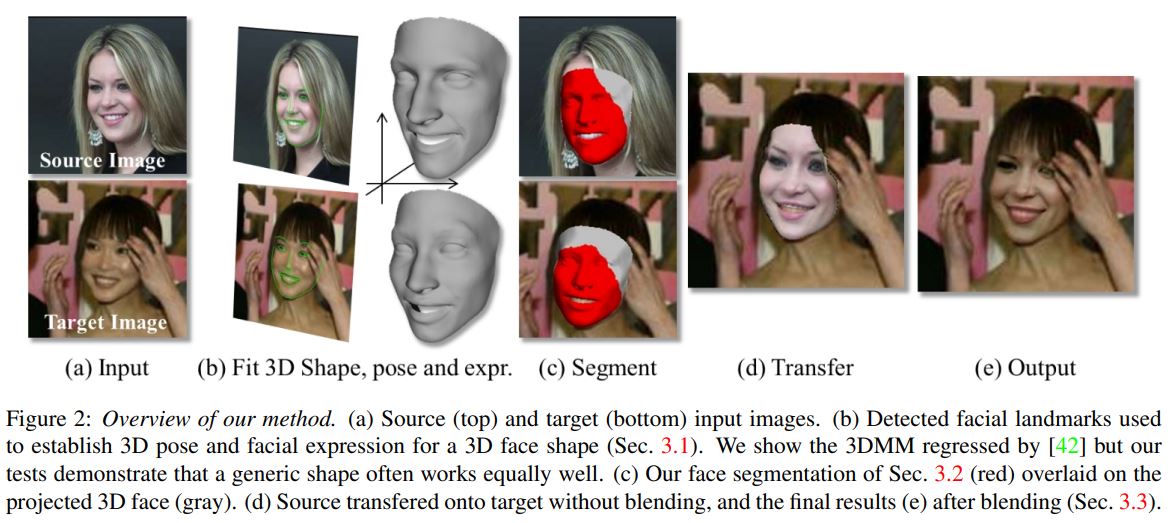 Source Image
Target Image
(a) Input
(b) Fit 3D Shape, pose and expr.
(c) Segment
(d) Transfer
(e) Output
Figure 2: Overview of our method. (a) Source (top) and target (bottom) input images. (b) Detected facial landmarks used
to establish 3D pose and facial expression for a 3D face shape (Sec. 3.1). We show the 3DMM regressed by [42] but our
tests demonstrate that a generic shape often works equally well. (c) Our face segmentation of Sec. 3.2 (red) overlaid on the
projected 3D face (gray). (d) Source transfered onto target without blending, and the final results (e) after blending (Sec. 3.3).